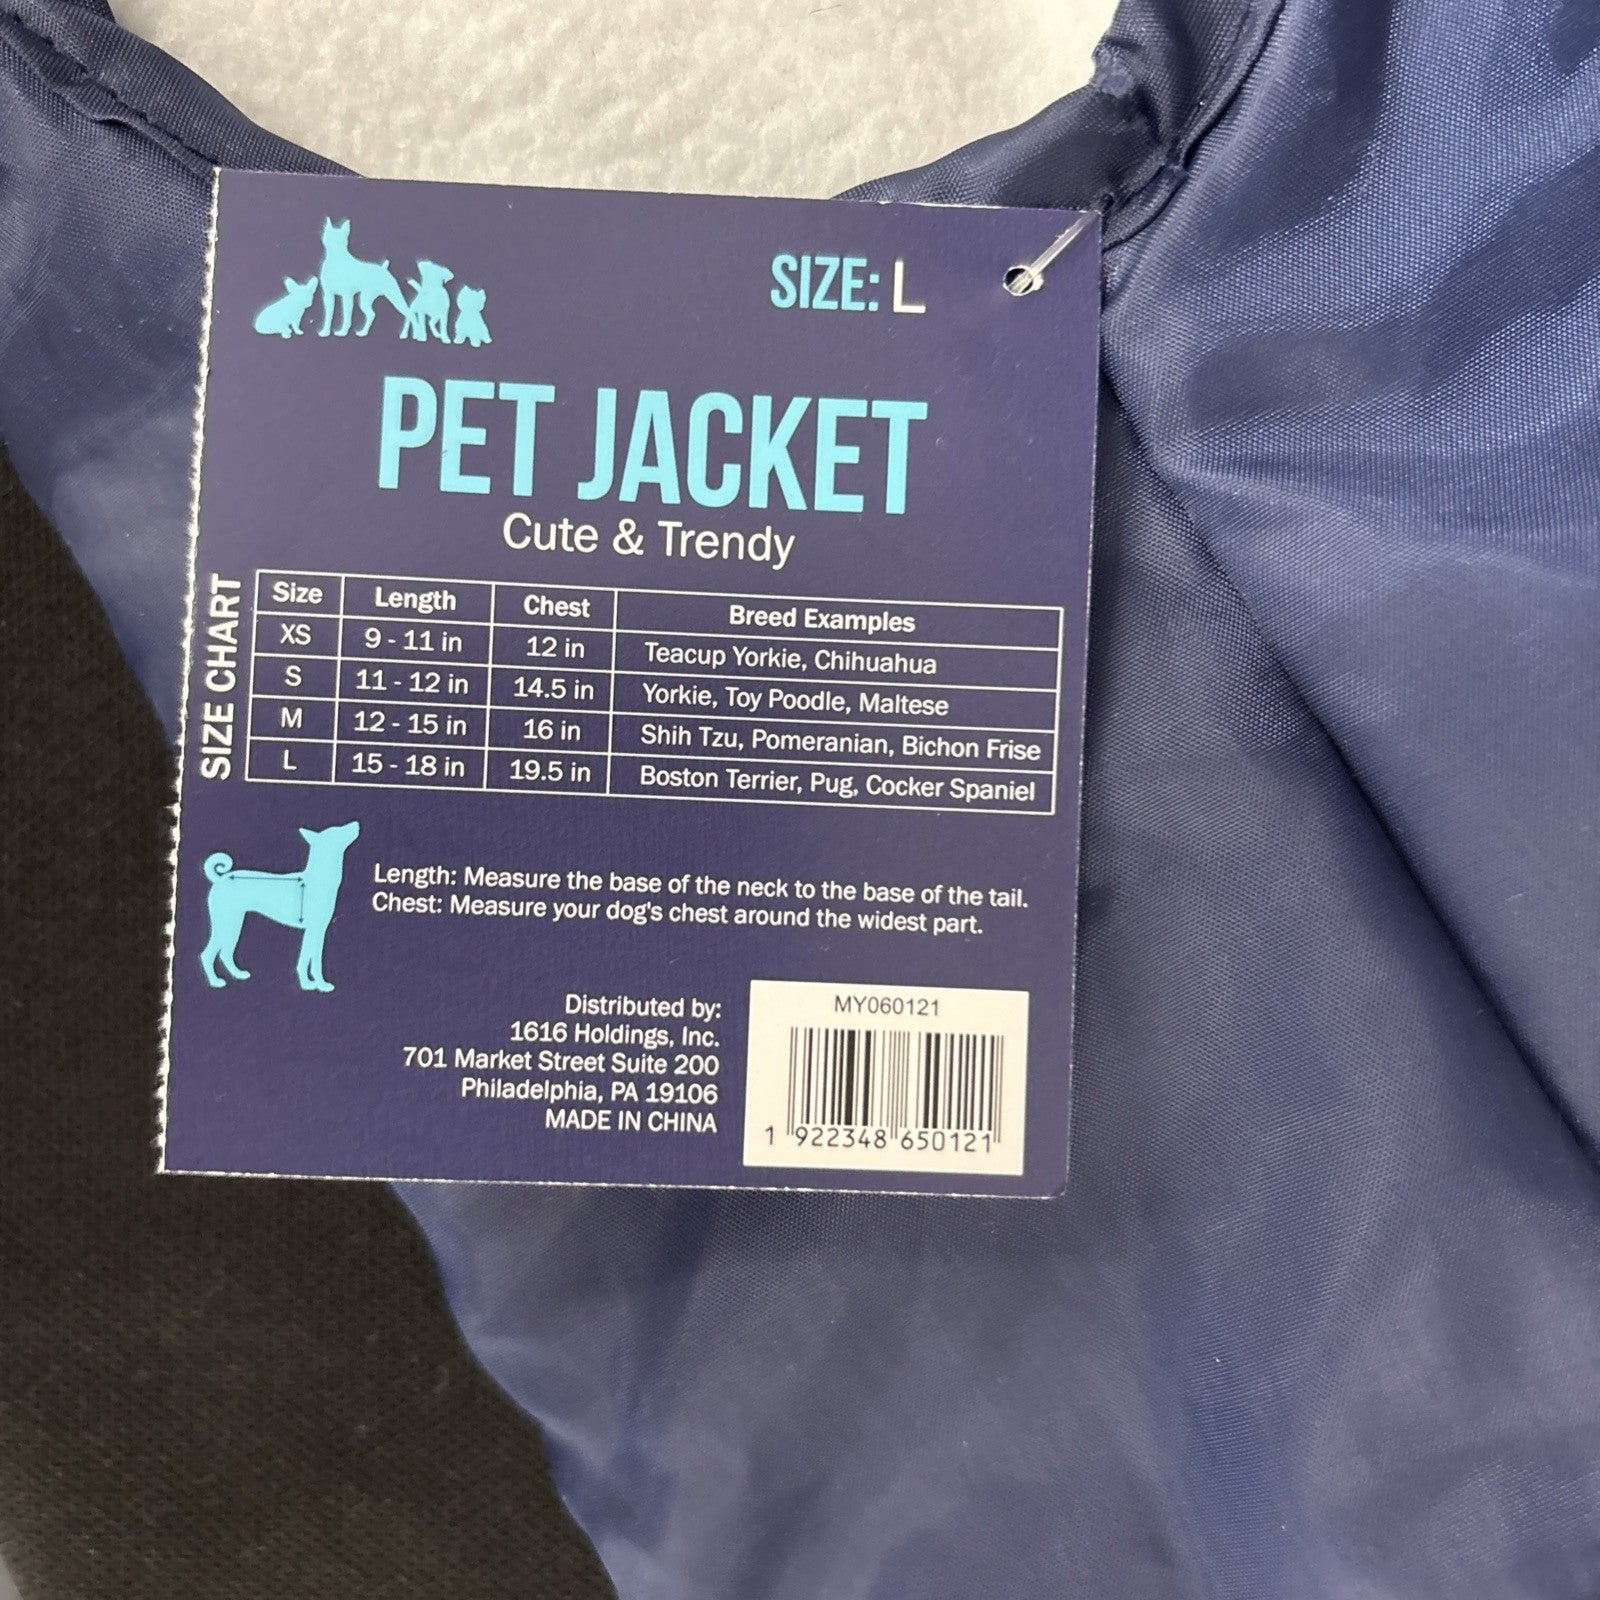 SIZE: L
PET JACKET
Cute & Trendy
SIZE CHART
Size Length Chest Breed Examples
XS 9 - 11 in 12 in Teacup Yorkie, Chihuahua
S 11 - 12 in 14.5 in Yorkie, Toy Poodle, Maltese
M 12 - 15 in 16 in Shih Tzu, Pomeranian, Bichon Frise
L 15 - 18 in 19.5 in Boston Terrier, Pug, Cocker Spaniel
Length: Measure the base of the neck to the base of the tail.
Chest: Measure your dog's chest around the widest part.
Distributed by:
1616 Holdings, Inc.
701 Market Street Suite 200
Philadelphia, PA 19106
MADE IN CHINA
MY060121
1 922348 650121